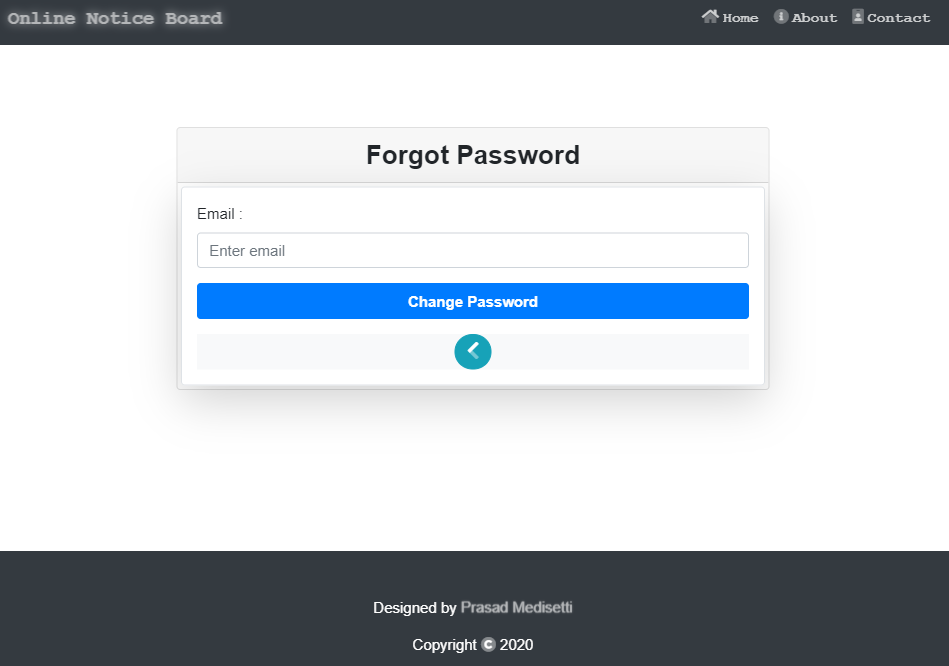 Online Notice Board
Home About Contact
Forgot Password
Email :
Enter email
Change Password
Designed by Prasad Medisetti
Copyright © 2020